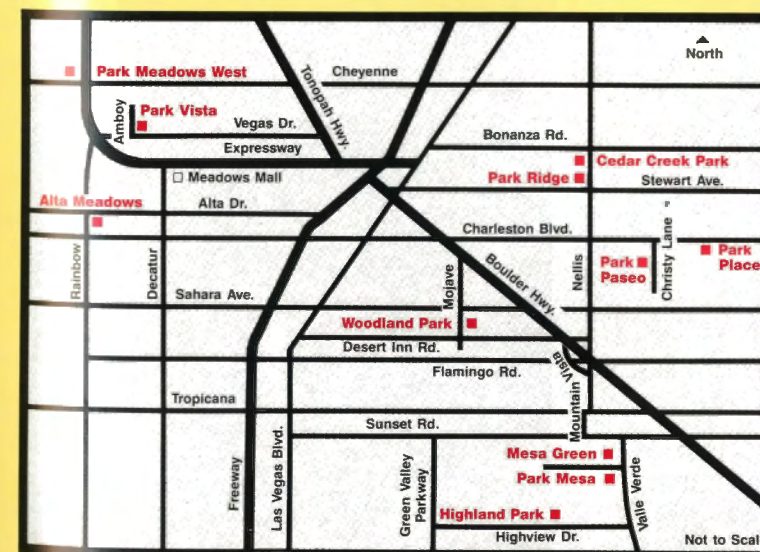 North
Park Meadows West
Cheyenne
Tonopah Hwy.
Amboy
Park Vista
Vegas Dr.
Expressway
Bonanza Rd.
Cedar Creek Park
Park Ridge
Stewart Ave.
Meadows Mall
Alta Meadows
Alta Dr.
Charleston Blvd.
Christy Lane
Park
Place
Park
Paseo
Nellis
Boulder Hwy.
Mojave
Rainbow
Decatur
Sahara Ave.
Woodland Park
Desert Inn Rd.
Flamingo Rd.
Vista
Mountain
Tropicana
Sunset Rd.
Freeway
Las Vegas Blvd.
Green Valley
Parkway
Mesa Green
Park Mesa
Valle Verde
Highland Park
Highview Dr.
Not to Scal